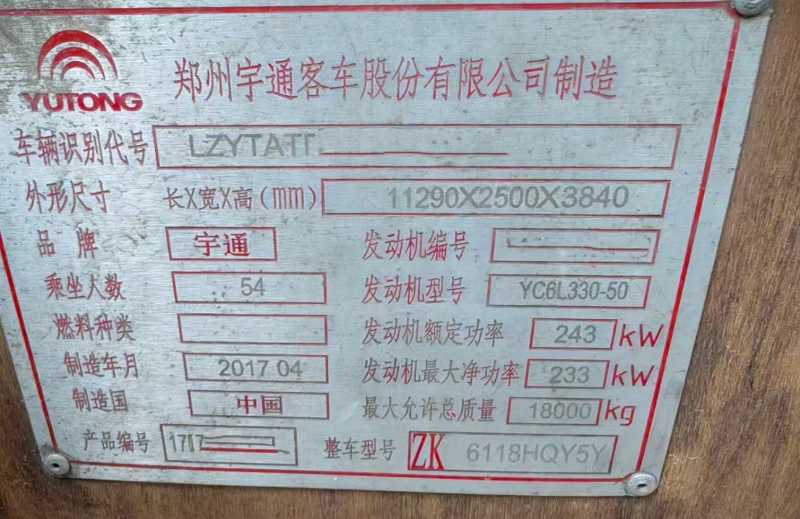 YUTONG
郑州宇通客车股份有限公司制造
车辆识别代号 LZYTAT
外形尺寸 长X宽X高(mm) 11290X2500X3840
品牌 宇通 发动机编号
乘坐人数 54 发动机型号 YC6L330-50
燃料种类 发动机额定功率 243 kW
制造年月 2017 04 发动机最大净功率 233 kW
制造国 中国 最大允许总质量 18000 kg
产品编号 1717 整车型号 ZK 6118HQY5Y